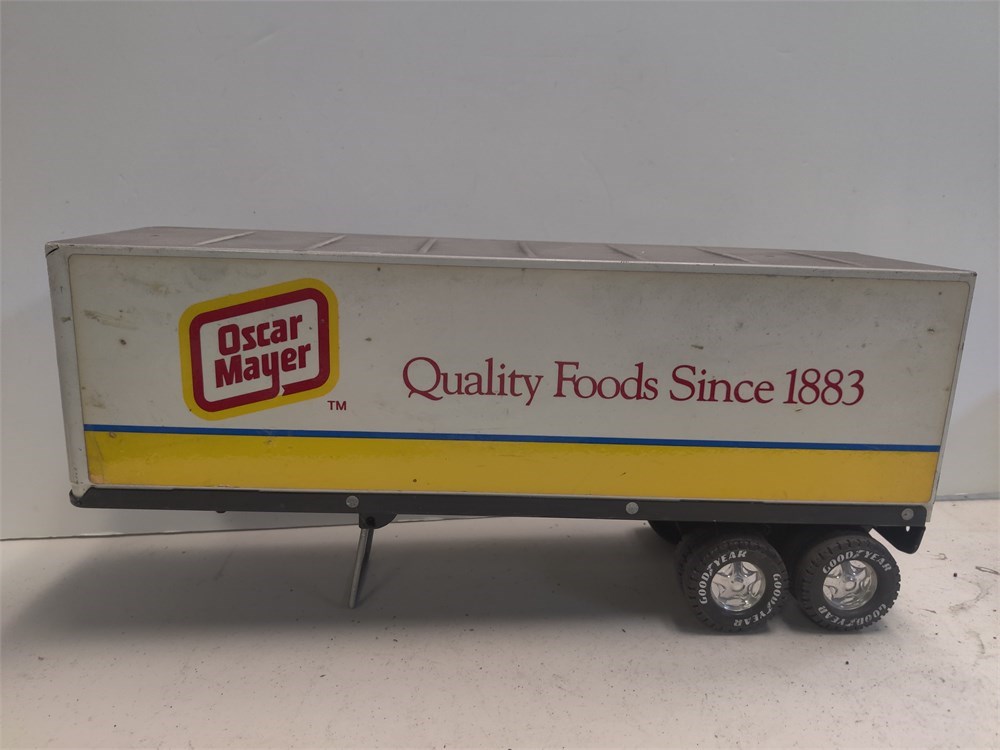 Oscar
Mayer
TM
Quality Foods Since 1883
GOODYEAR
GOODYEAR
GOODYEAR
GOODYEAR